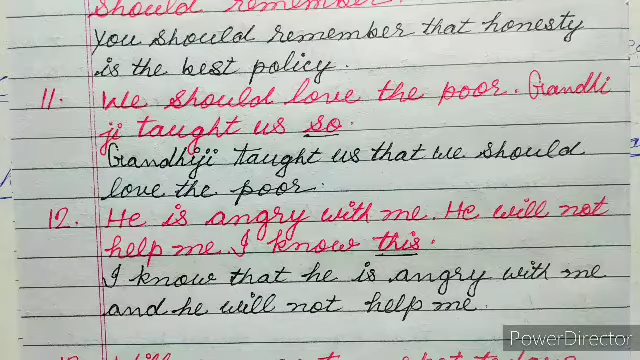 should remember
you should remember that honesty
is the best policy.
11. We should love the poor. Gandhi
ji taught us so.
Gandhiji taught us that we should
love the poor.
12. He is angry with me. He will not
help me. I know this.
I know that he is angry with me
and he will not help me.
PowerDirector